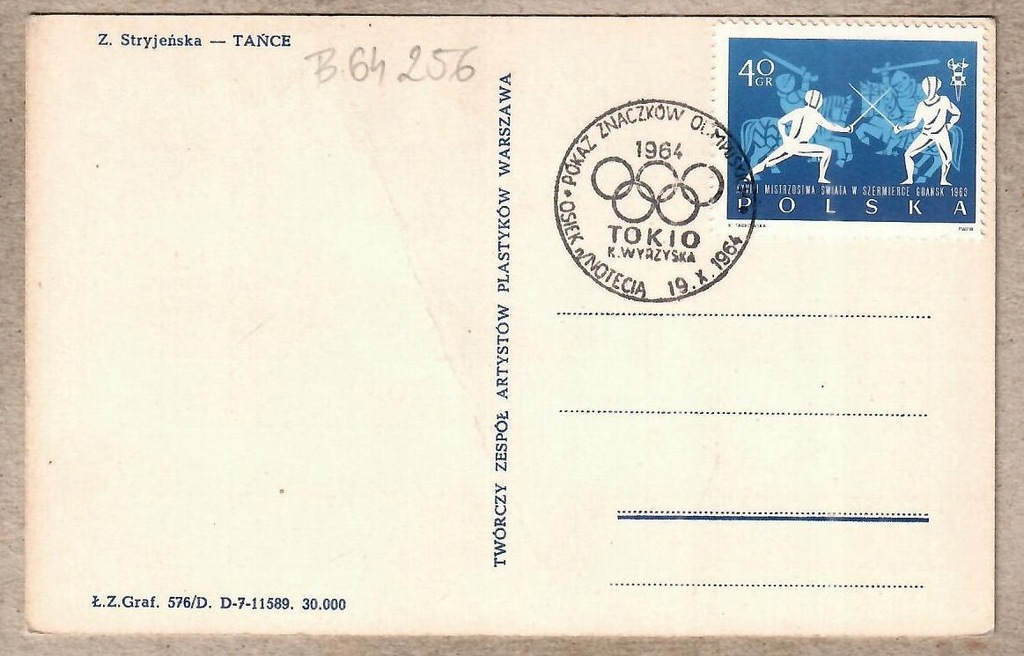 Z. Stryjeńska — TAŃCE
B.64 256
TWÓRCZY ZESPÓŁ ARTYSTÓW PLASTYKÓW WARSZAWA
POKAZ ZNACZKÓW OLIMPIJSKICH
1964
TOKIO
K.WYRZYSKA
OSIEK n/NOTECIĄ 19.X.1964
40
GR
MISTRZOSTWA ŚWIATA W SZERMIERCE GDAŃSK 1963
POLSKA
PWPW
Ł.Z.Graf. 576/D. D-7-11589. 30.000